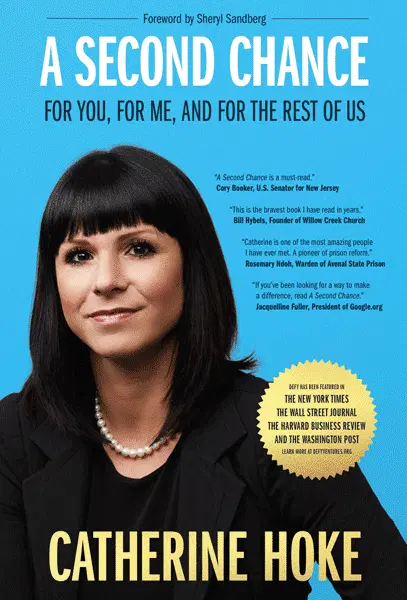 Foreword by Sheryl Sandberg
A SECOND CHANCE
FOR YOU, FOR ME, AND FOR THE REST OF US
"A Second Chance is a must-read."
Cory Booker, U.S. Senator for New Jersey
"This is the bravest book I have read in years."
Bill Hybels, Founder of Willow Creek Church
"Catherine is one of the most amazing people
I have ever met. A pioneer of prison reform."
Rosemary Ndoh, Warden of Avenal State Prison
"If you've been looking for a way to make
a difference, read A Second Chance."
Jacquelline Fuller, President of Google.org
DEFY HAS BEEN FEATURED IN
THE NEW YORK TIMES
THE WALL STREET JOURNAL
THE HARVARD BUSINESS REVIEW
AND THE WASHINGTON POST
LEARN MORE AT DEFYVENTURES.ORG
CATHERINE HOKE